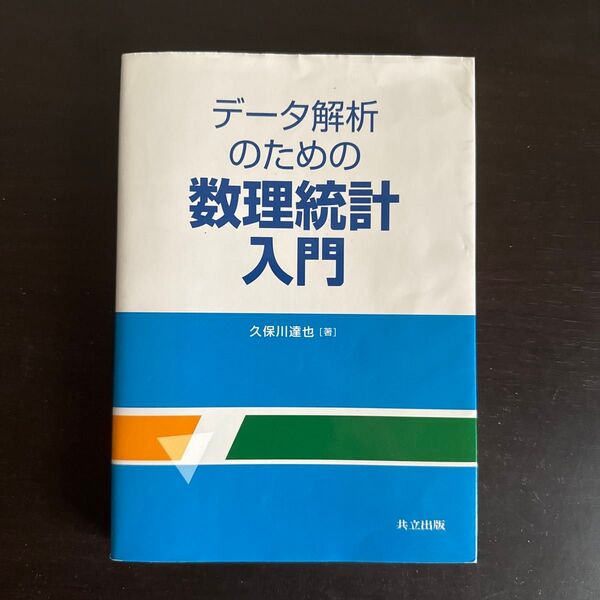 データ解析
のための
数理統計
入門
久保川達也[著]
共立出版